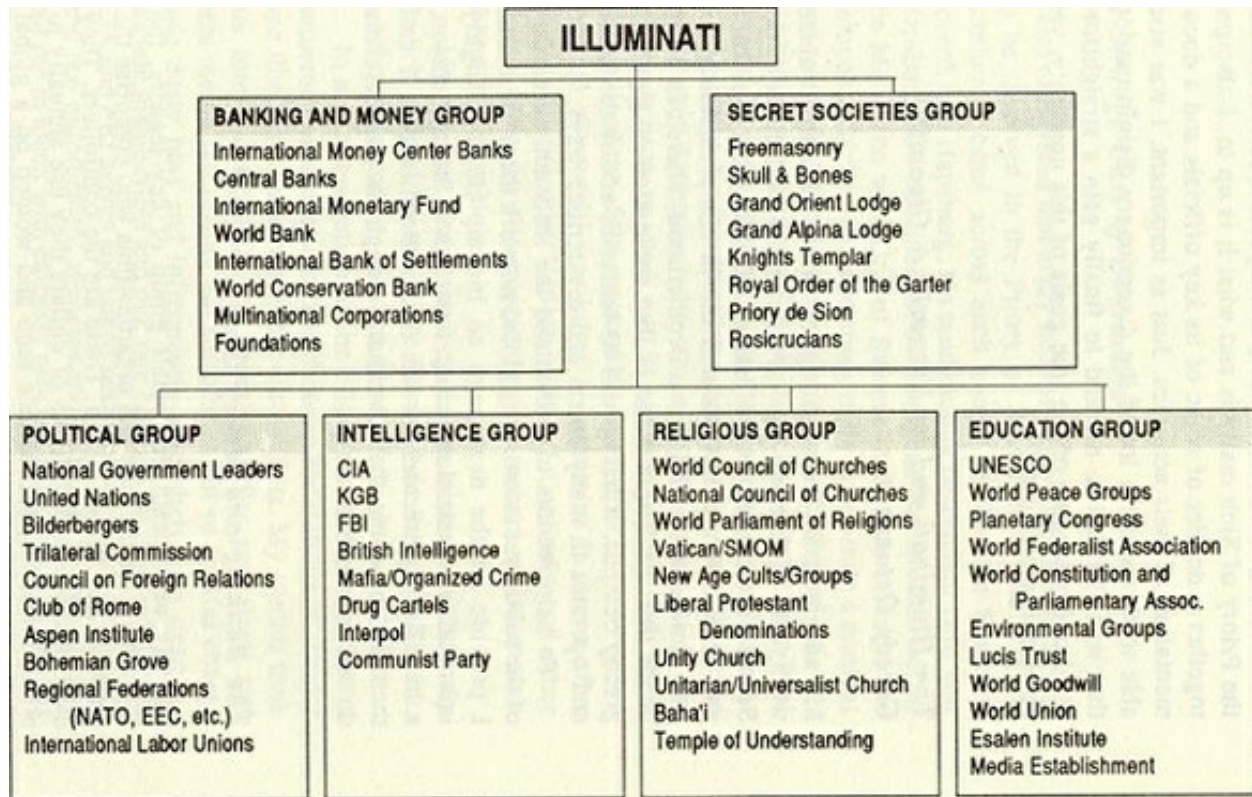 ILLUMINATI
BANKING AND MONEY GROUP
International Money Center Banks
Central Banks
International Monetary Fund
World Bank
International Bank of Settlements
World Conservation Bank
Multinational Corporations
Foundations
SECRET SOCIETIES GROUP
Freemasonry
Skull & Bones
Grand Orient Lodge
Grand Alpina Lodge
Knights Templar
Royal Order of the Garter
Priory de Sion
Rosicrucians
POLITICAL GROUP
National Government Leaders
United Nations
Bilderbergers
Trilateral Commission
Council on Foreign Relations
Club of Rome
Aspen Institute
Bohemian Grove
Regional Federations
(NATO, EEC, etc.)
International Labor Unions
INTELLIGENCE GROUP
CIA
KGB
FBI
British Intelligence
Mafia/Organized Crime
Drug Cartels
Interpol
Communist Party
RELIGIOUS GROUP
World Council of Churches
National Council of Churches
World Parliament of Religions
Vatican/SMOM
New Age Cults/Groups
Liberal Protestant
Denominations
Unity Church
Unitarian/Universalist Church
Baha'i
Temple of Understanding
EDUCATION GROUP
UNESCO
World Peace Groups
Planetary Congress
World Federalist Association
World Constitution and
Parliamentary Assoc.
Environmental Groups
Lucis Trust
World Goodwill
World Union
Esalen Institute
Media Establishment